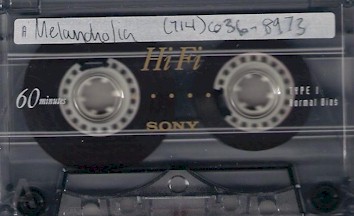 A Melancholia (714) 636-8973
HiFi
60 minutes
TYPE I
Normal Bias
SONY